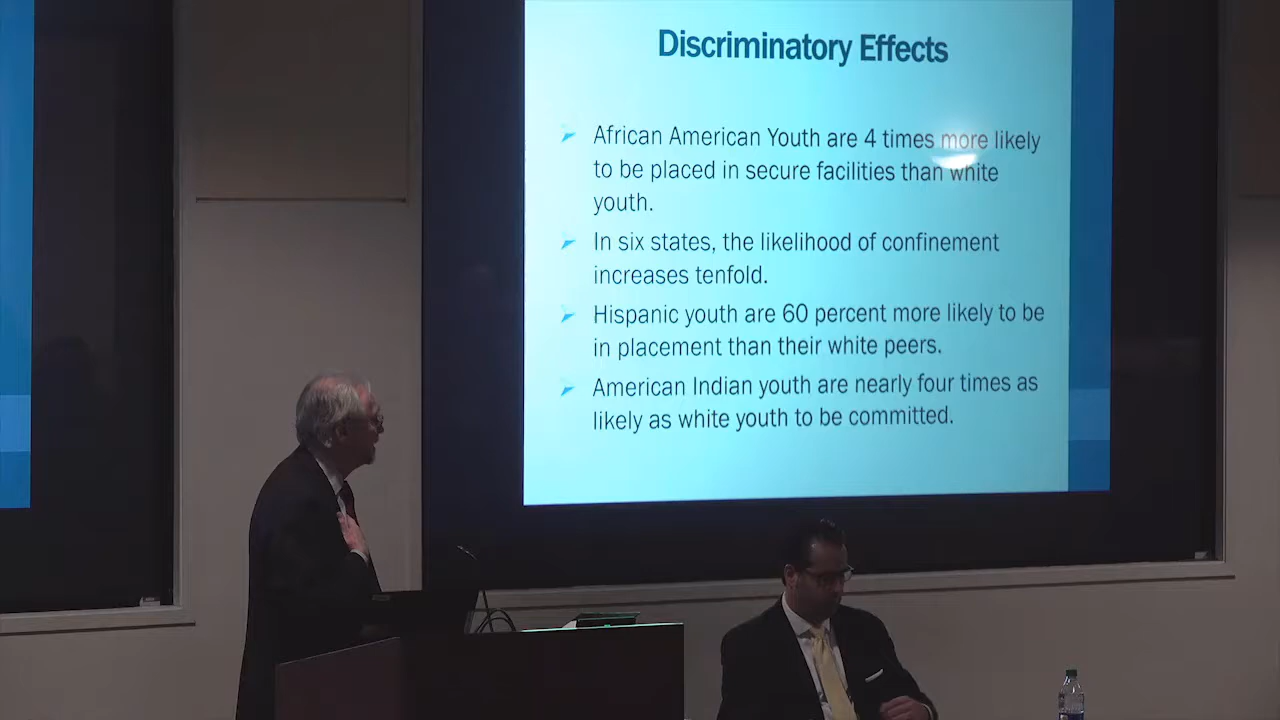 Discriminatory Effects
African American Youth are 4 times more likely
to be placed in secure facilities than white
youth.
In six states, the likelihood of confinement
increases tenfold.
Hispanic youth are 60 percent more likely to be
in placement than their white peers.
American Indian youth are nearly four times as
likely as white youth to be committed.